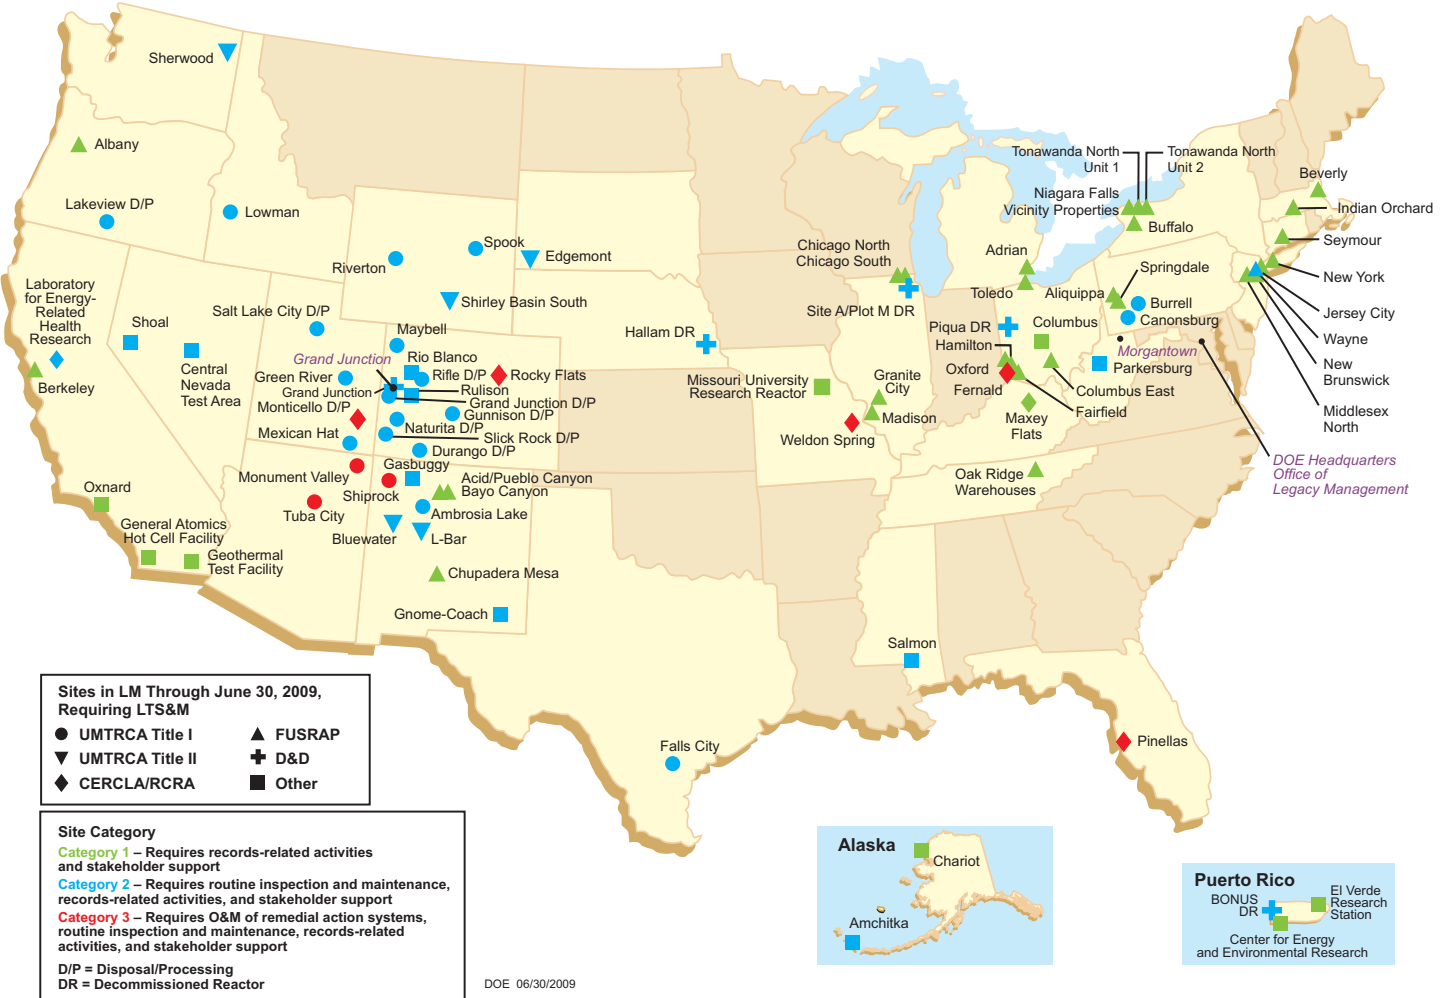 Sherwood
Albany
Lakeview D/P
Lowman
Riverton
Spook
Edgemont
Shirley Basin South
Laboratory
for Energy-
Related
Health
Research
Berkeley
Shoal
Central
Nevada
Test Area
Salt Lake City D/P
Maybell
Grand Junction
Rio Blanco
Rifle D/P
Rocky Flats
Green River
Grand Junction
Rulison
Grand Junction D/P
Monticello D/P
Gunnison D/P
Naturita D/P
Mexican Hat
Slick Rock D/P
Durango D/P
Monument Valley
Gasbuggy
Shiprock
Acid/Pueblo Canyon
Bayo Canyon
Tuba City
Ambrosia Lake
Bluewater
L-Bar
Oxnard
General Atomics
Hot Cell Facility
Geothermal
Test Facility
Chupadera Mesa
Gnome-Coach
Hallam DR
Missouri University
Research Reactor
Weldon Spring
Granite
City
Madison
Chicago North
Chicago South
Site A/Plot M DR
Adrian
Toledo
Piqua DR
Hamilton
Oxford
Fernald
Columbus
Columbus East
Fairfield
Maxey
Flats
Oak Ridge
Warehouses
Salmon
Falls City
Pinellas
Tonawanda North
Unit 1
Tonawanda North
Unit 2
Niagara Falls
Vicinity Properties
Buffalo
Springdale
Aliquippa
Burrell
Canonsburg
Morgantown
Parkersburg
Beverly
Indian Orchard
Seymour
New York
Jersey City
Wayne
New
Brunswick
Middlesex
North
DOE Headquarters
Office of
Legacy Management
Sites in LM Through June 30, 2009,
Requiring LTS&M
UMTRCA Title I
FUSRAP
UMTRCA Title II
D&D
CERCLA/RCRA
Other
Site Category
Category 1 – Requires records-related activities
and stakeholder support
Category 2 – Requires routine inspection and maintenance,
records-related activities, and stakeholder support
Category 3 – Requires O&M of remedial action systems,
routine inspection and maintenance, records-related
activities, and stakeholder support
D/P = Disposal/Processing
DR = Decommissioned Reactor
DOE 06/30/2009
Alaska
Chariot
Amchitka
Puerto Rico
BONUS
DR
El Verde
Research
Station
Center for Energy
and Environmental Research